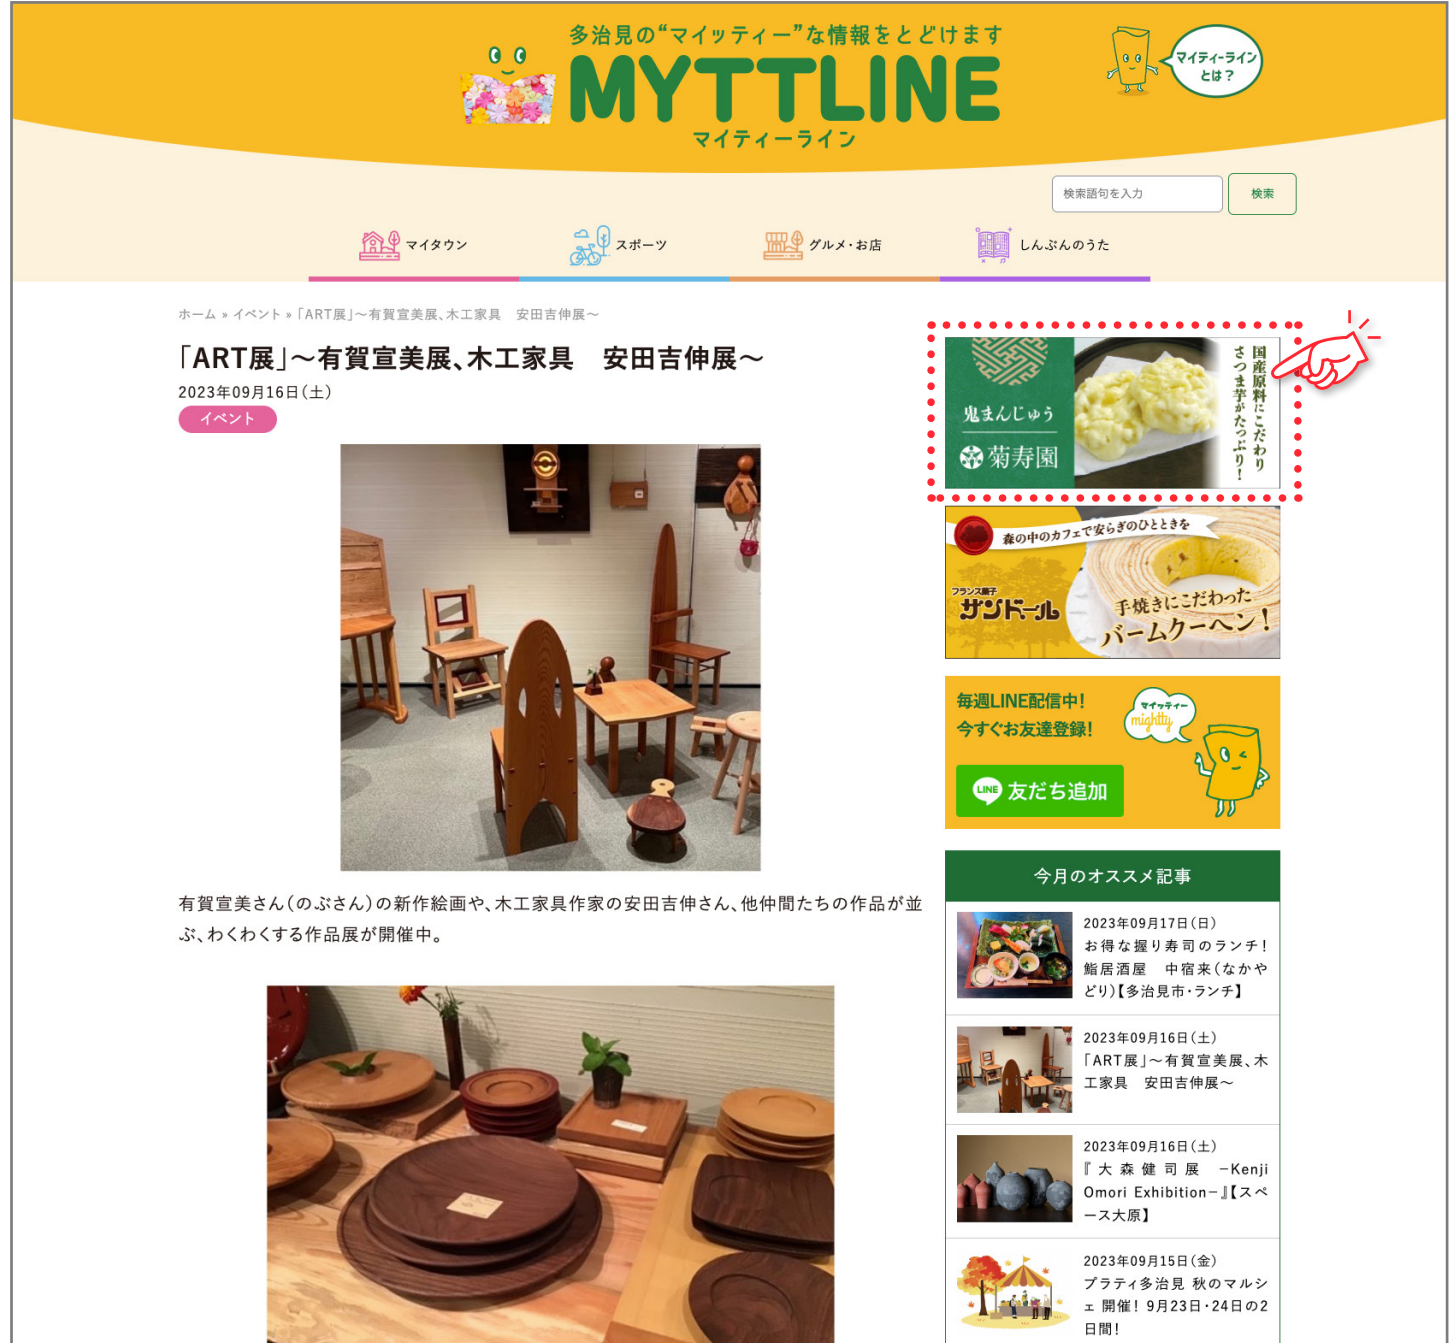 多治見の“マイッティー”な情報をとどけます
MYTTLINE
マイティーライン
マイティ-ライン
とは？
検索語句を入力
検索
マイタウン
スポーツ
グルメ・お店
しんぶんのうた
ホーム » イベント » 「ART展」～有賀宣美展、木工家具　安田吉伸展～
「ART展」～有賀宣美展、木工家具　安田吉伸展～
2023年09月16日(土)
イベント
有賀宣美さん(のぶさん)の新作絵画や、木工家具作家の安田吉伸さん、他仲間たちの作品が並
ぶ、わくわくする作品展が開催中。
国産原料にこだわり
さつま芋がたっぷり！
鬼まんじゅう
菊寿園
森の中のカフェで安らぎのひとときを
フランス菓子
サンドール
手焼きにこだわった
バームクーヘン！
毎週LINE配信中！
今すぐお友達登録！
マイッティー
mightty
LINE 友だち追加
今月のオススメ記事
2023年09月17日(日)
お得な握り寿司のランチ！
鮨居酒屋　中宿来(なかや
どり)【多治見市・ランチ】
2023年09月16日(土)
「ART展」～有賀宣美展、木
工家具　安田吉伸展～
2023年09月16日(土)
『大森健司展 −Kenji
Omori Exhibition−』【スペ
ース大原】
2023年09月15日(金)
プラティ多治見 秋のマルシ
ェ 開催！ 9月23日・24日の2
日間！